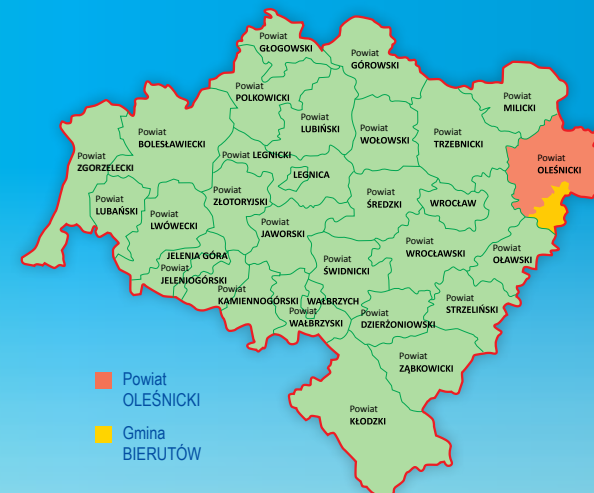 Powiat
GŁOGOWSKI
Powiat
GÓROWSKI
Powiat
POLKOWICKI
Powiat
MILICKI
Powiat
LUBIŃSKI
Powiat
BOLESŁAWIECKI
Powiat
WOŁOWSKI
Powiat
TRZEBNICKI
Powiat
ZGORZELECKI
Powiat LEGNICKI
Powiat
OLEŚNICKI
LEGNICA
Powiat
LUBAŃSKI
Powiat
ZŁOTORYJSKI
Powiat
ŚREDZKI
WROCŁAW
Powiat
LWÓWECKI
Powiat
JAWORSKI
Powiat
WROCŁAWSKI
Powiat
OŁAWSKI
JELENIA GÓRA
Powiat
JELENIOGÓRSKI
Powiat
ŚWIDNICKI
Powiat
KAMIENNOGÓRSKI
WAŁBRZYCH
Powiat
WAŁBRZYSKI
Powiat
DZIERŻONIOWSKI
Powiat
STRZELIŃSKI
Powiat
ZĄBKOWICKI
Powiat
KŁODZKI
Powiat
OLEŚNICKI
Gmina
BIERUTÓW